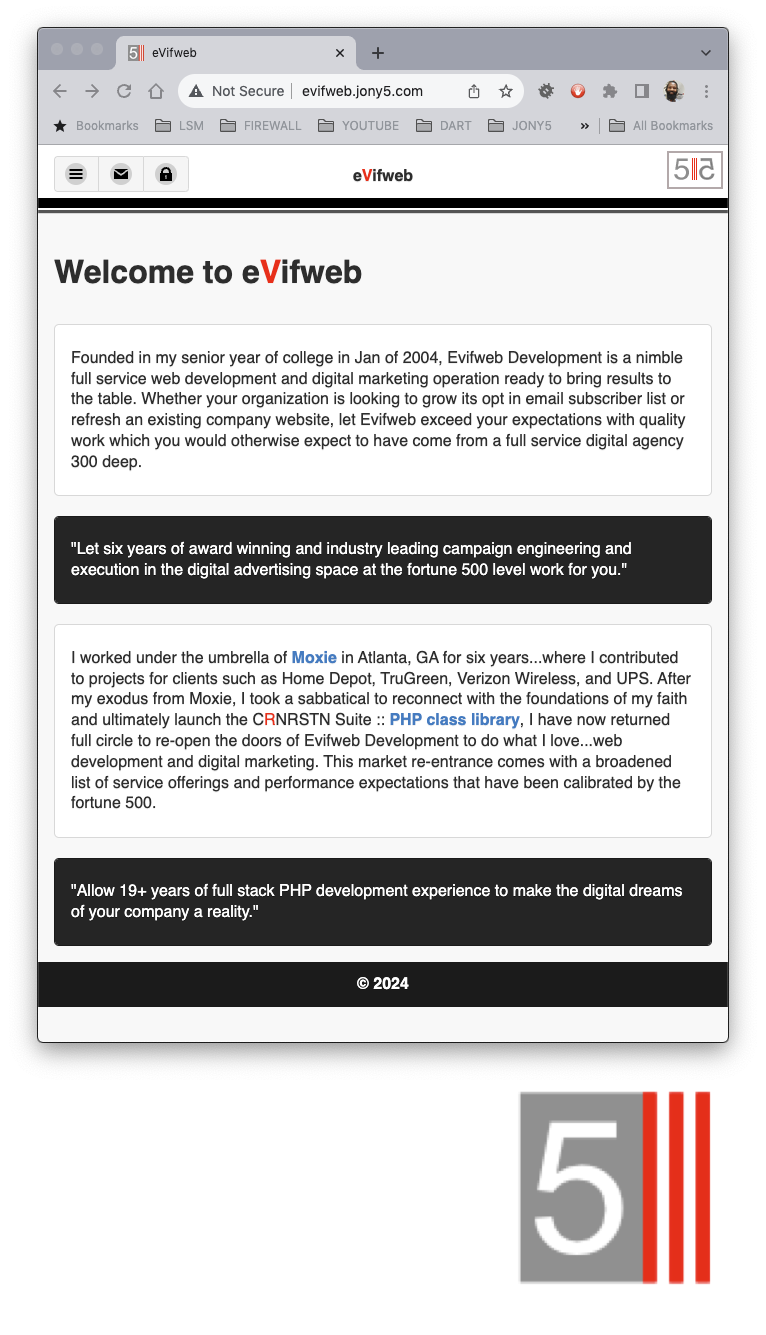 eVifweb
Not Secure evifweb.jony5.com
Bookmarks LSM FIREWALL YOUTUBE DART JONY5 » All Bookmarks
eVifweb
5 5
Welcome to eVifweb
Founded in my senior year of college in Jan of 2004, Evifweb Development is a nimble
full service web development and digital marketing operation ready to bring results to
the table. Whether your organization is looking to grow its opt in email subscriber list or
refresh an existing company website, let Evifweb exceed your expectations with quality
work which you would otherwise expect to have come from a full service digital agency
300 deep.
"Let six years of award winning and industry leading campaign engineering and
execution in the digital advertising space at the fortune 500 level work for you."
I worked under the umbrella of Moxie in Atlanta, GA for six years...where I contributed
to projects for clients such as Home Depot, TruGreen, Verizon Wireless, and UPS. After
my exodus from Moxie, I took a sabbatical to reconnect with the foundations of my faith
and ultimately launch the CRNRSTN Suite :: PHP class library, I have now returned
full circle to re-open the doors of Evifweb Development to do what I love...web
development and digital marketing. This market re-entrance comes with a broadened
list of service offerings and performance expectations that have been calibrated by the
fortune 500.
"Allow 19+ years of full stack PHP development experience to make the digital dreams
of your company a reality."
© 2024
5